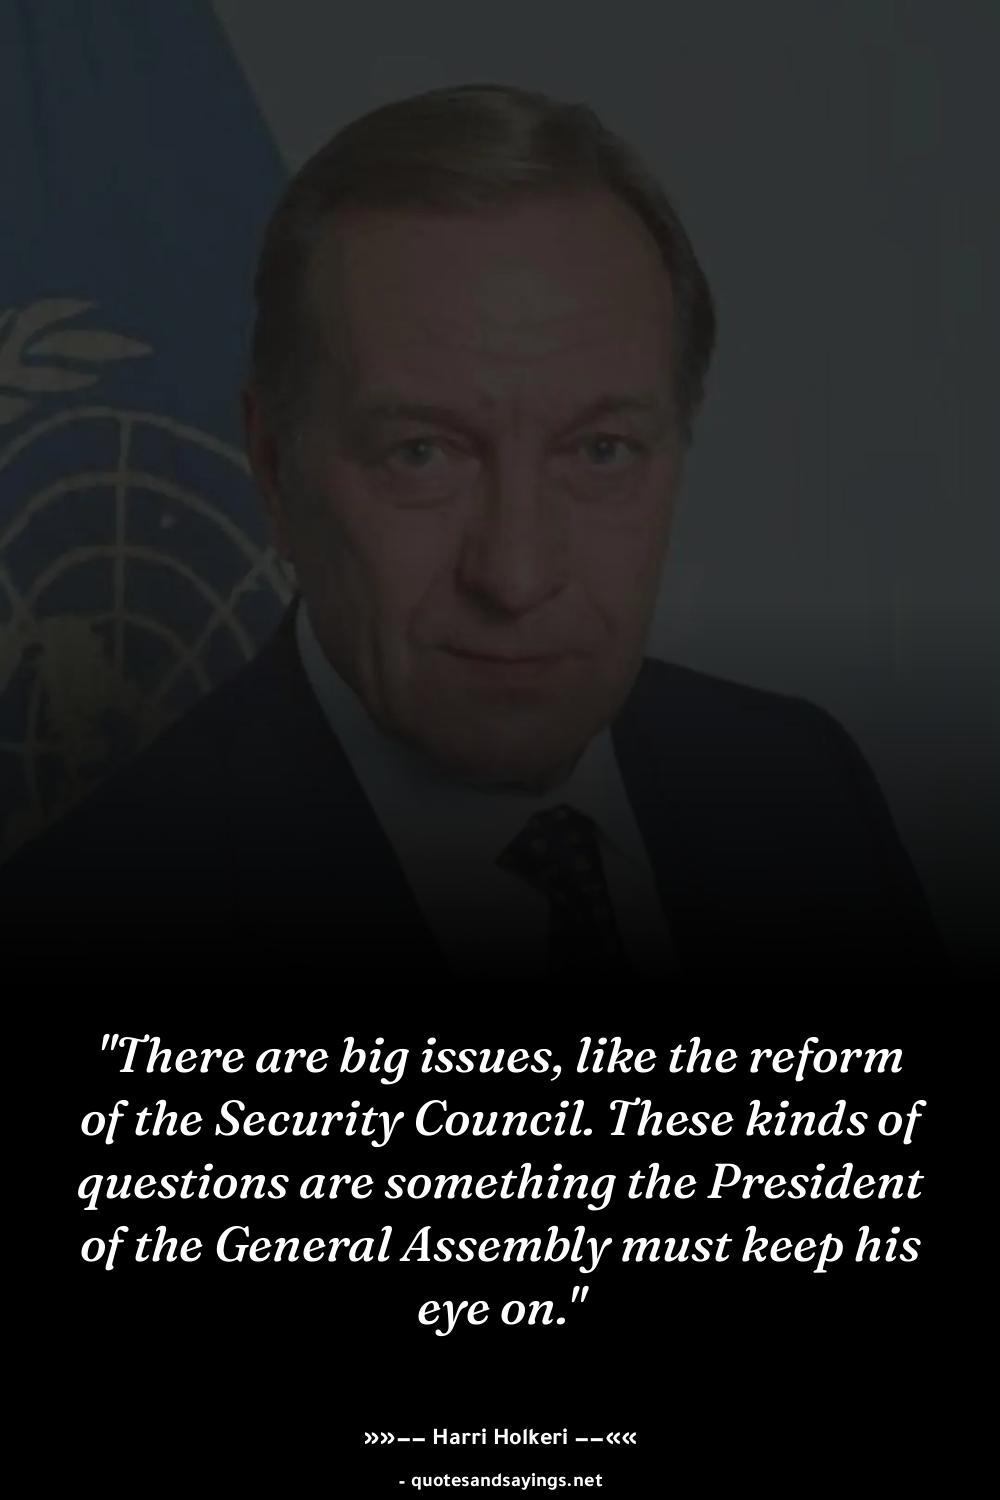 "There are big issues, like the reform
of the Security Council. These kinds of
questions are something the President
of the General Assembly must keep his
eye on."
»»−− Harri Holkeri −−««
- quotesandsayings.net